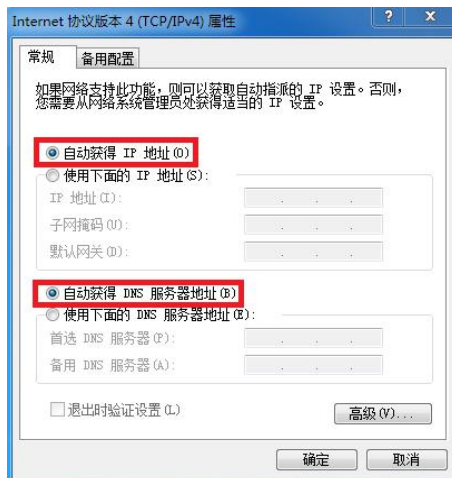 Internet 协议版本 4 (TCP/IPv4) 属性
常规 备用配置
如果网络支持此功能，则可以获取自动指派的 IP 设置。否则，
您需要从网络系统管理员处获得适当的 IP 设置。
自动获得 IP 地址(O)
使用下面的 IP 地址(S):
IP 地址(I):
子网掩码(U):
默认网关(D):
自动获得 DNS 服务器地址(B)
使用下面的 DNS 服务器地址(E):
首选 DNS 服务器(P):
备用 DNS 服务器(A):
退出时验证设置(L)
高级(V)...
确定 取消